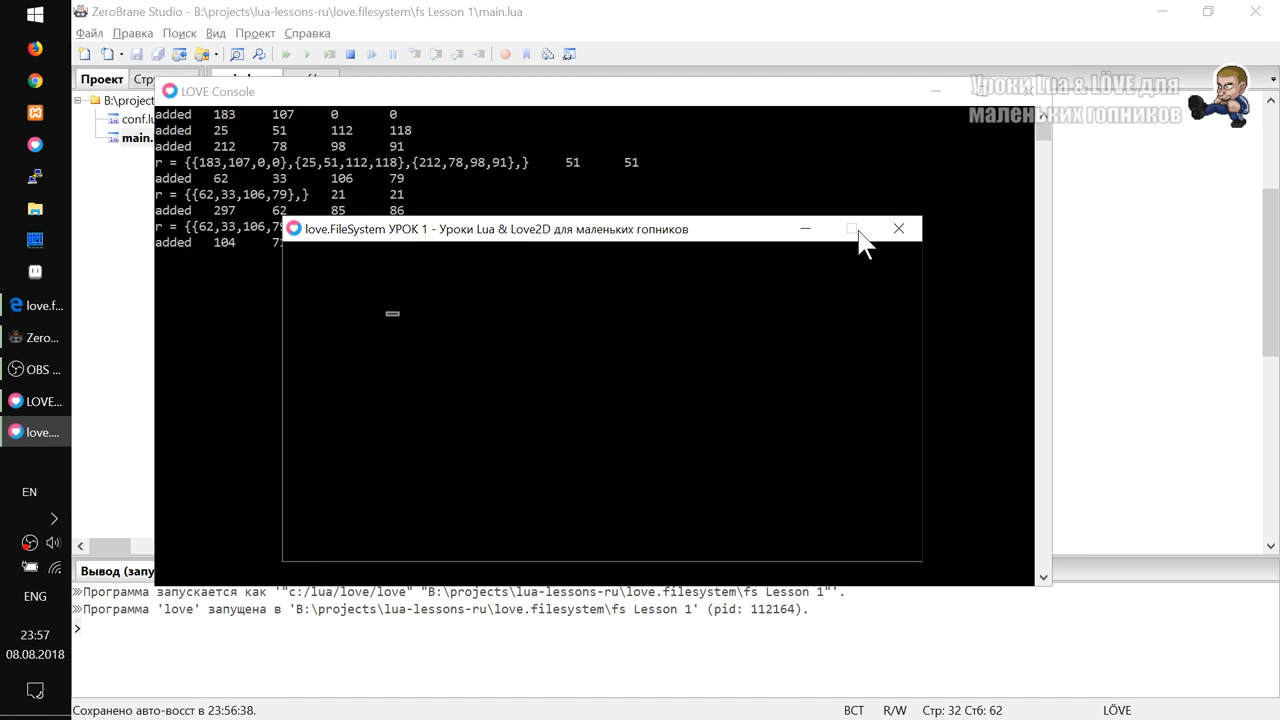 ZeroBrane Studio - B:\projects\lua-lessons-ru\love.filesystem\fs Lesson 1\main.lua
Файл Правка Поиск Вид Проект Справка
Проект
B:\project
conf.lu
main.
LOVE Console
Уроки Lua & LÖVE для
маленьких гопников
added 183 107 0 0
added 25 51 112 118
added 212 78 98 91
r = {{183,107,0,0},{25,51,112,118},{212,78,98,91},} 51 51
added 62 33 106 79
r = {{62,33,106,79},} 21 21
added 297 62 85 86
r = {{62,33,106,79
added 104
love.FileSystem УРОК 1 - Уроки Lua & Love2D для маленьких гопников
love.f...
Zero...
OBS ...
LOVE...
love....
EN
ENG
23:57
08.08.2018
Вывод (запу
Программа запускается как '"c:/lua/love/love" "B:\projects\lua-lessons-ru\love.filesystem\fs Lesson 1"'.
Программа 'love' запущена в 'B:\projects\lua-lessons-ru\love.filesystem\fs Lesson 1' (pid: 112164).
Сохранено авто-восст в 23:56:38.
ВСТ R/W Стр: 32 Стб: 62 LÖVE